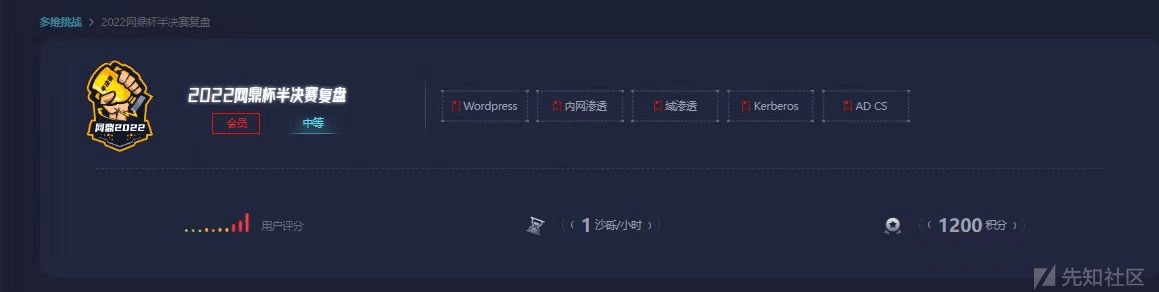 多维挑战 > 2022网鼎杯半决赛复盘
半决赛
网鼎2022
2022网鼎杯半决赛复盘
会员 中等
Wordpress 内网渗透 域渗透 Kerberos AD CS
用户评分 ( 1 沙砾/小时 ) ( 1200 积分 )
先知社区